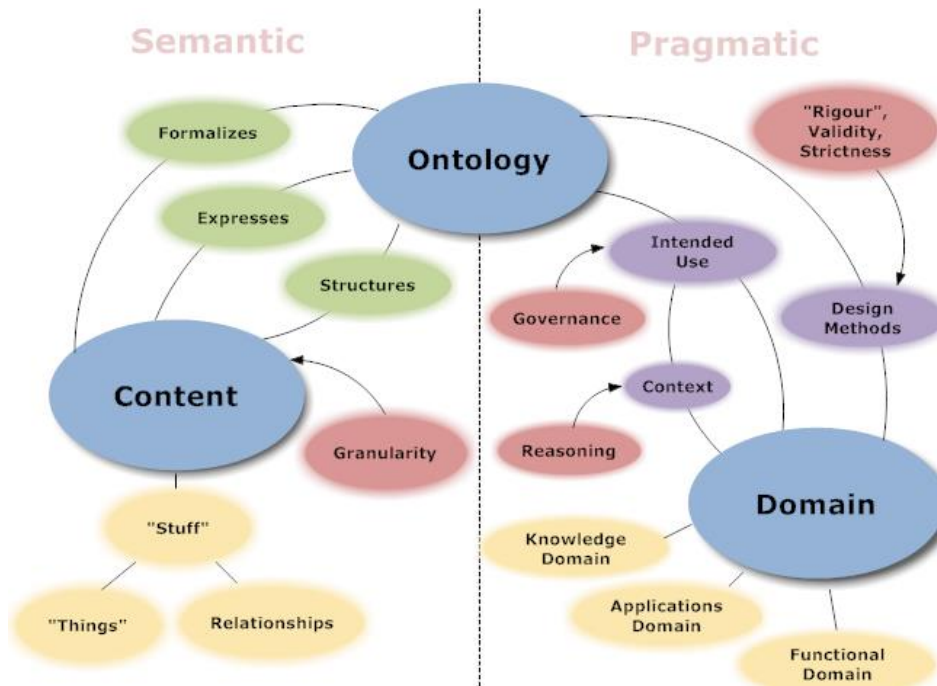 Semantic
Pragmatic
Formalizes
Ontology
"Rigour",
Validity,
Strictness
Expresses
Intended
Use
Structures
Governance
Design
Methods
Content
Context
Granularity
Reasoning
Domain
"Stuff"
Knowledge
Domain
"Things"
Relationships
Applications
Domain
Functional
Domain